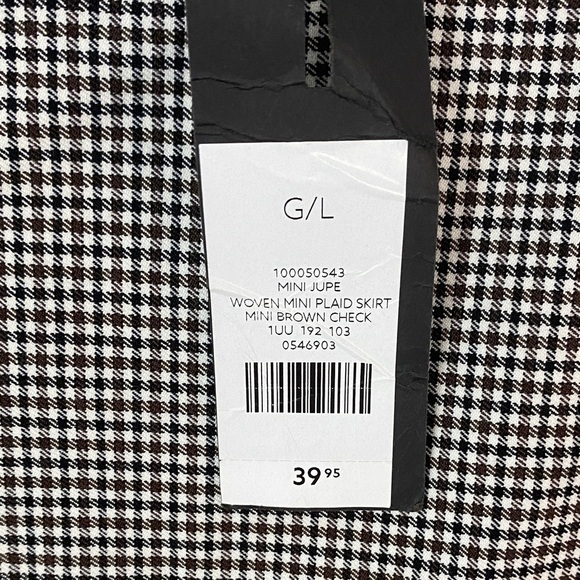 G/L
100050543
MINI JUPE
WOVEN MINI PLAID SKIRT
MINI BROWN CHECK
1UU 192 103
0546903
39 95